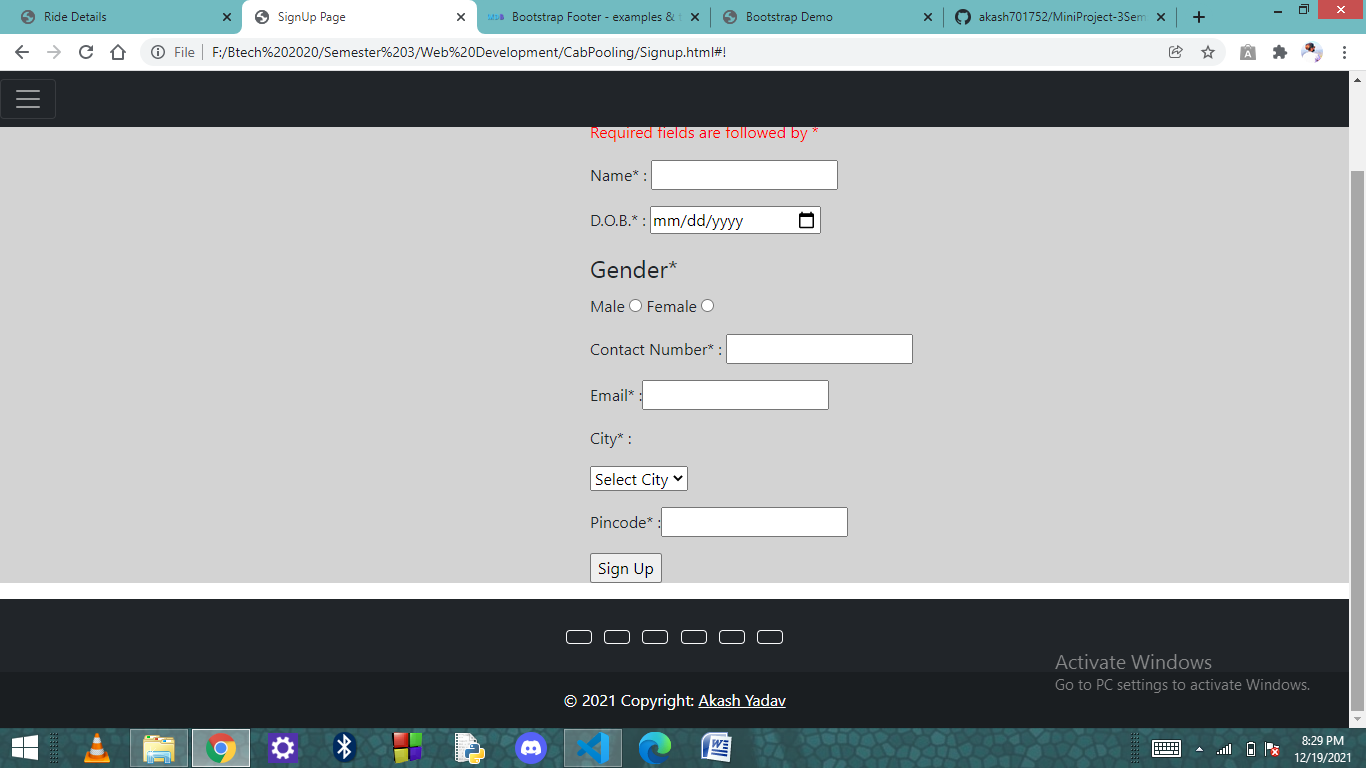 Ride Details
SignUp Page
Bootstrap Footer - examples &
Bootstrap Demo
akash701752/MiniProject-3Sem
File
F:/Btech%202020/Semester%203/Web%20Development/CabPooling/Signup.html#!
Required fields are followed by *
Name* :
D.O.B.* :
mm/dd/yyyy
Gender*
Male Female
Contact Number* :
Email* :
City* :
Select City
Pincode* :
Sign Up
© 2021 Copyright: Akash Yadav
Activate Windows
Go to PC settings to activate Windows.
8:29 PM
12/19/2021